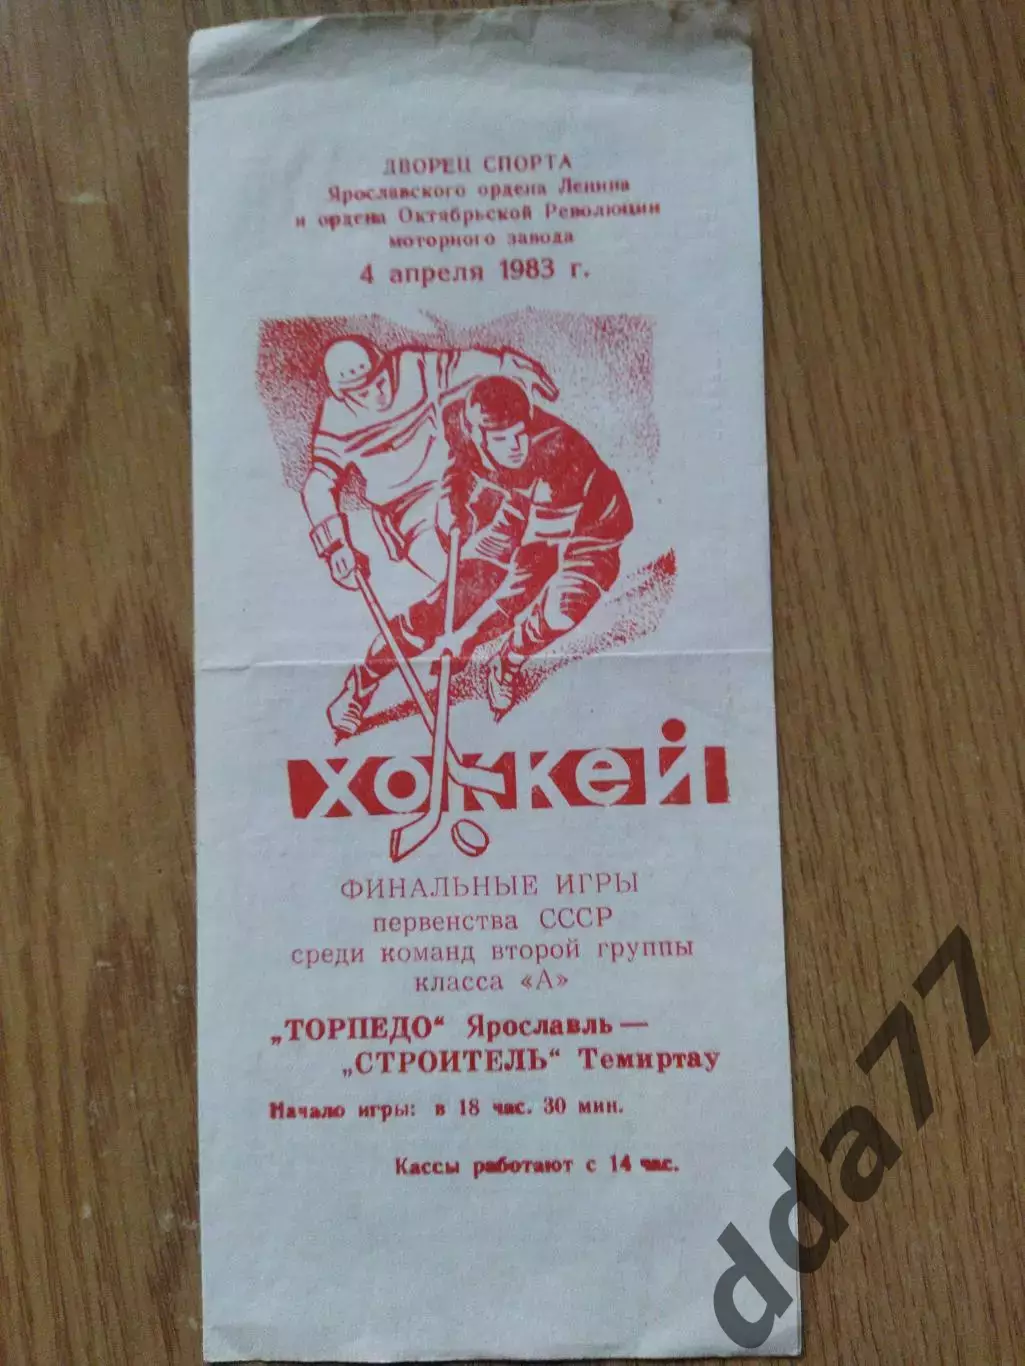 ДВОРЕЦ СПОРТА
Ярославского ордена Ленина
и ордена Октябрьской Революции
моторного завода
4 апреля 1983 г.
хоккей
ФИНАЛЬНЫЕ ИГРЫ
первенства СССР
среди команд второй группы
класса «А»
„ТОРПЕДО“ Ярославль—
„СТРОИТЕЛЬ“ Темиртау
Начало игры: в 18 час. 30 мин.
Кассы работают с 14 час.
dda77